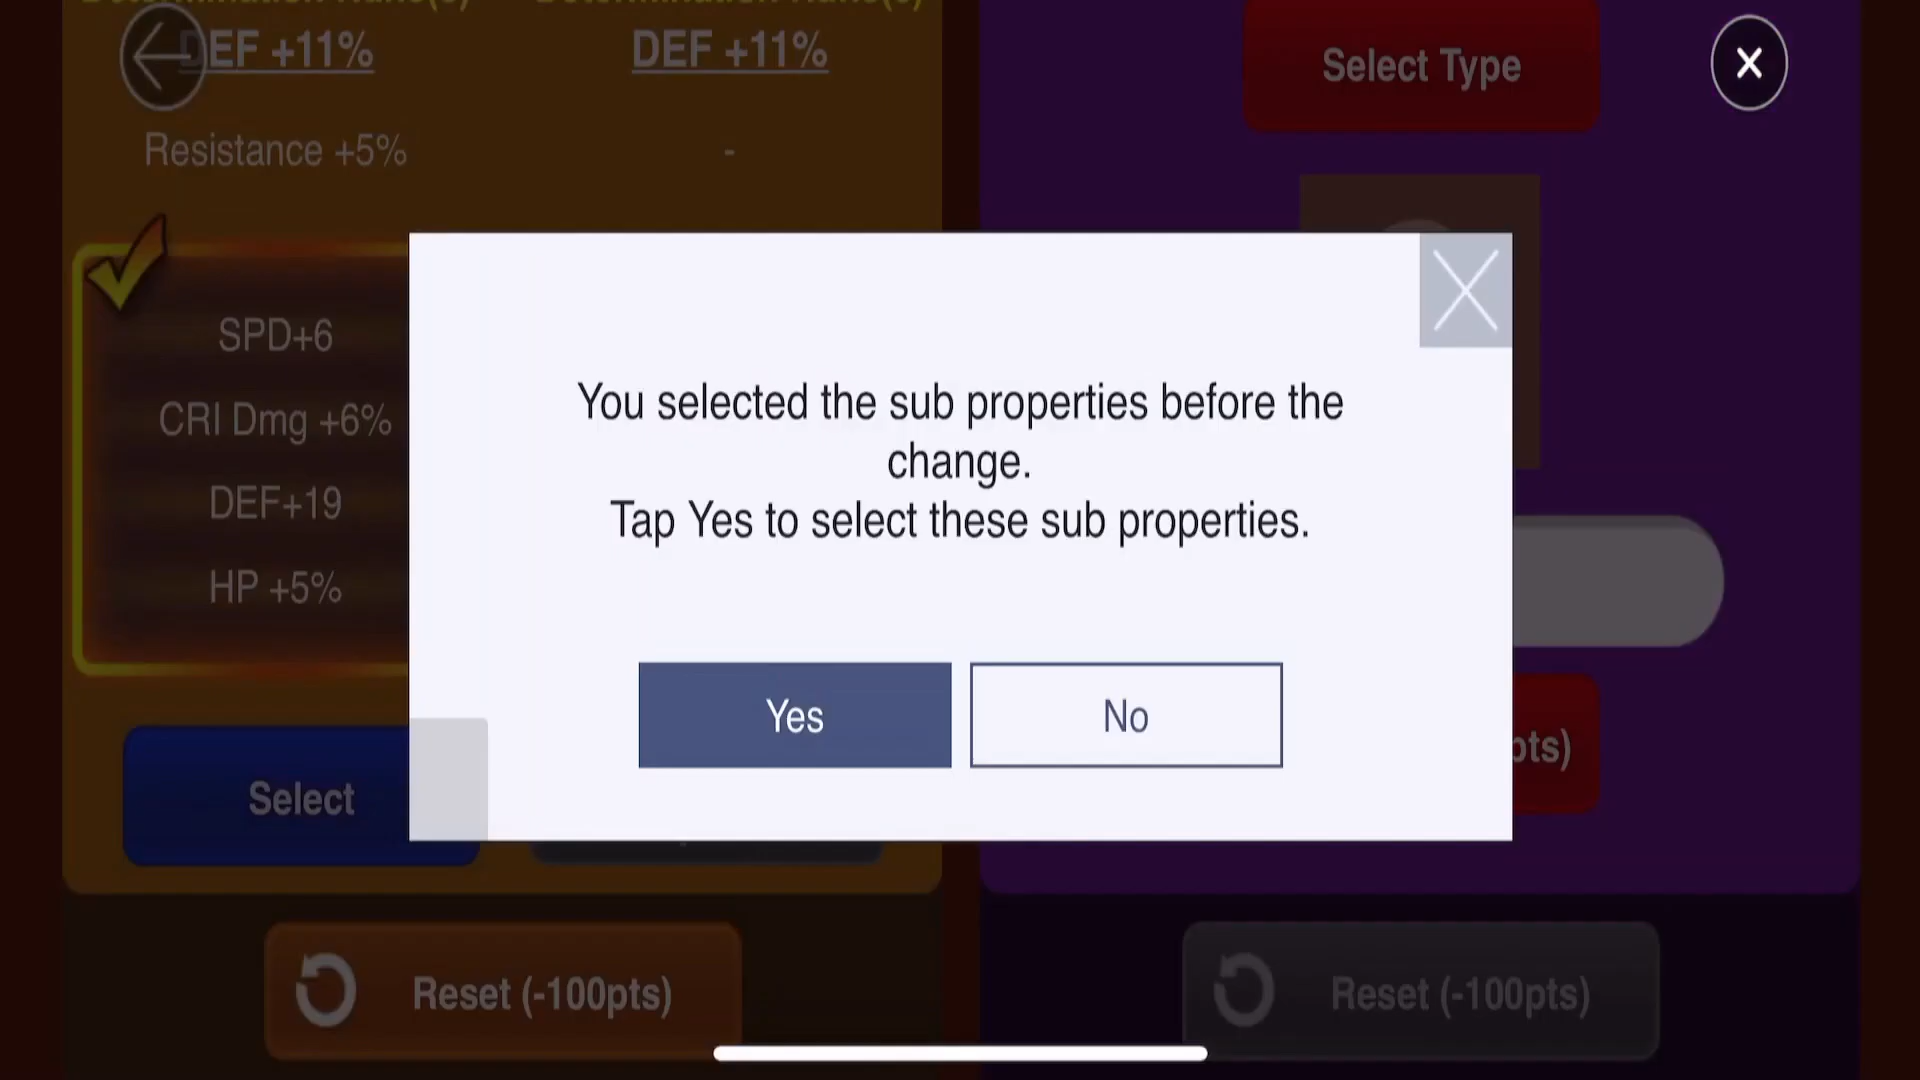 DEF +11%
DEF +11%
Resistance +5%
-
SPD+6
CRI Dmg +6%
DEF+19
HP +5%
Select
Reset (-100pts)
Select Type
pts)
Reset (-100pts)
You selected the sub properties before the
change.
Tap Yes to select these sub properties.
Yes
No